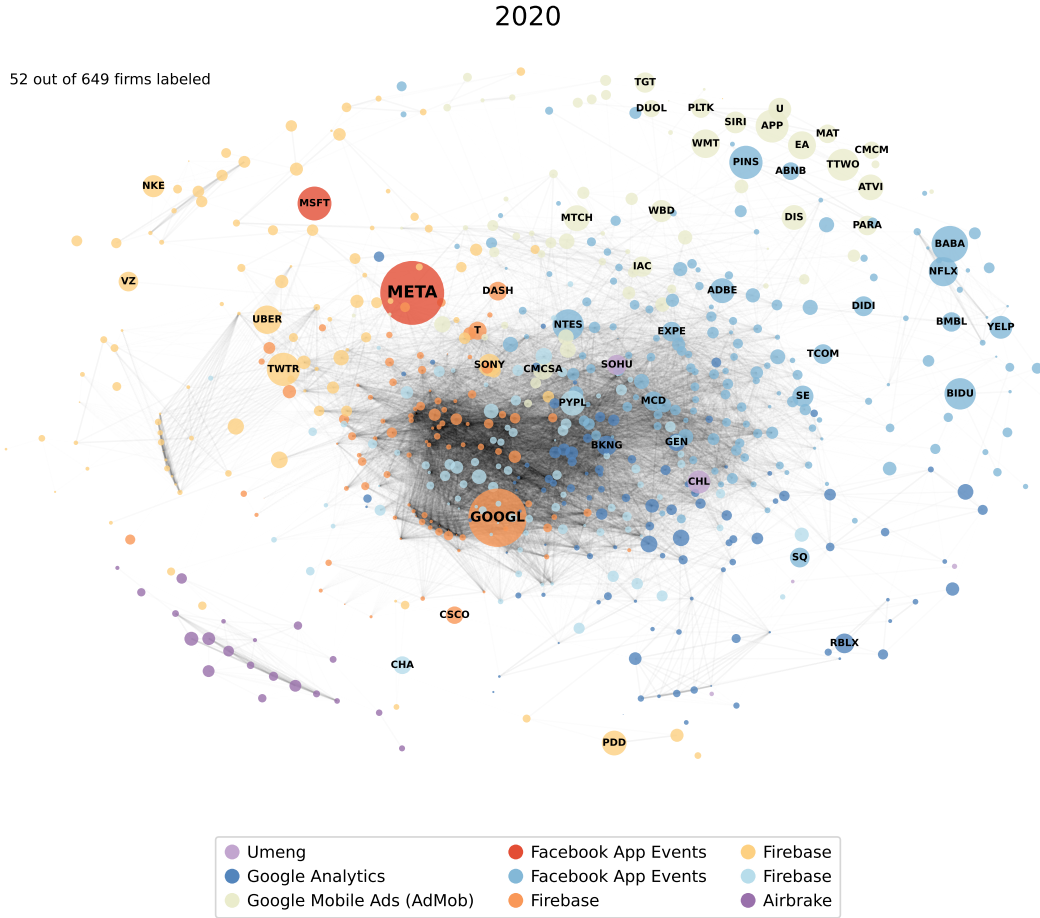 2020
52 out of 649 firms labeled
TGT
DUOL
PLTK
U
SIRI
APP
MAT
WMT
EA
CMCM
PINS
ABNB
TTWO
NKE
ATVI
MSFT
MTCH
WBD
DIS
PARA
BABA
IAC
NFLX
VZ
META
DASH
ADBE
DIDI
UBER
NTES
EXPE
BMBL
YELP
T
TCOM
TWTR
SONY
CMCSA
SOHU
PYPL
MCD
SE
BIDU
BKNG
GEN
CHL
GOOGL
SQ
CSCO
RBLX
CHA
PDD
Umeng
Google Analytics
Google Mobile Ads (AdMob)
Facebook App Events
Facebook App Events
Firebase
Firebase
Firebase
Airbrake